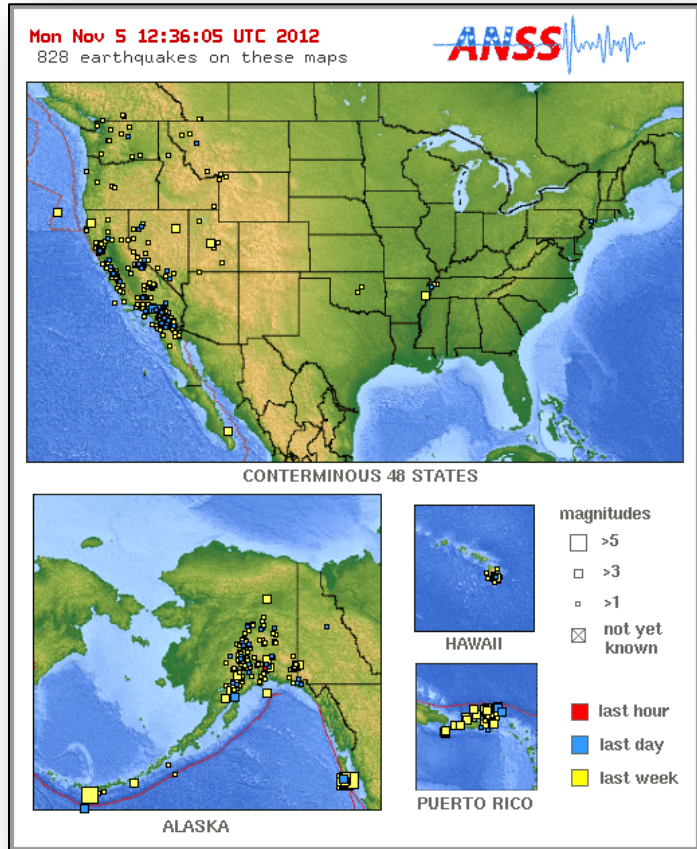 Mon Nov 5 12:36:05 UTC 2012
828 earthquakes on these maps
ANSS
CONTERMINOUS 48 STATES
ALASKA
HAWAII
PUERTO RICO
magnitudes
>5
>3
>1
not yet
known
last hour
last day
last week